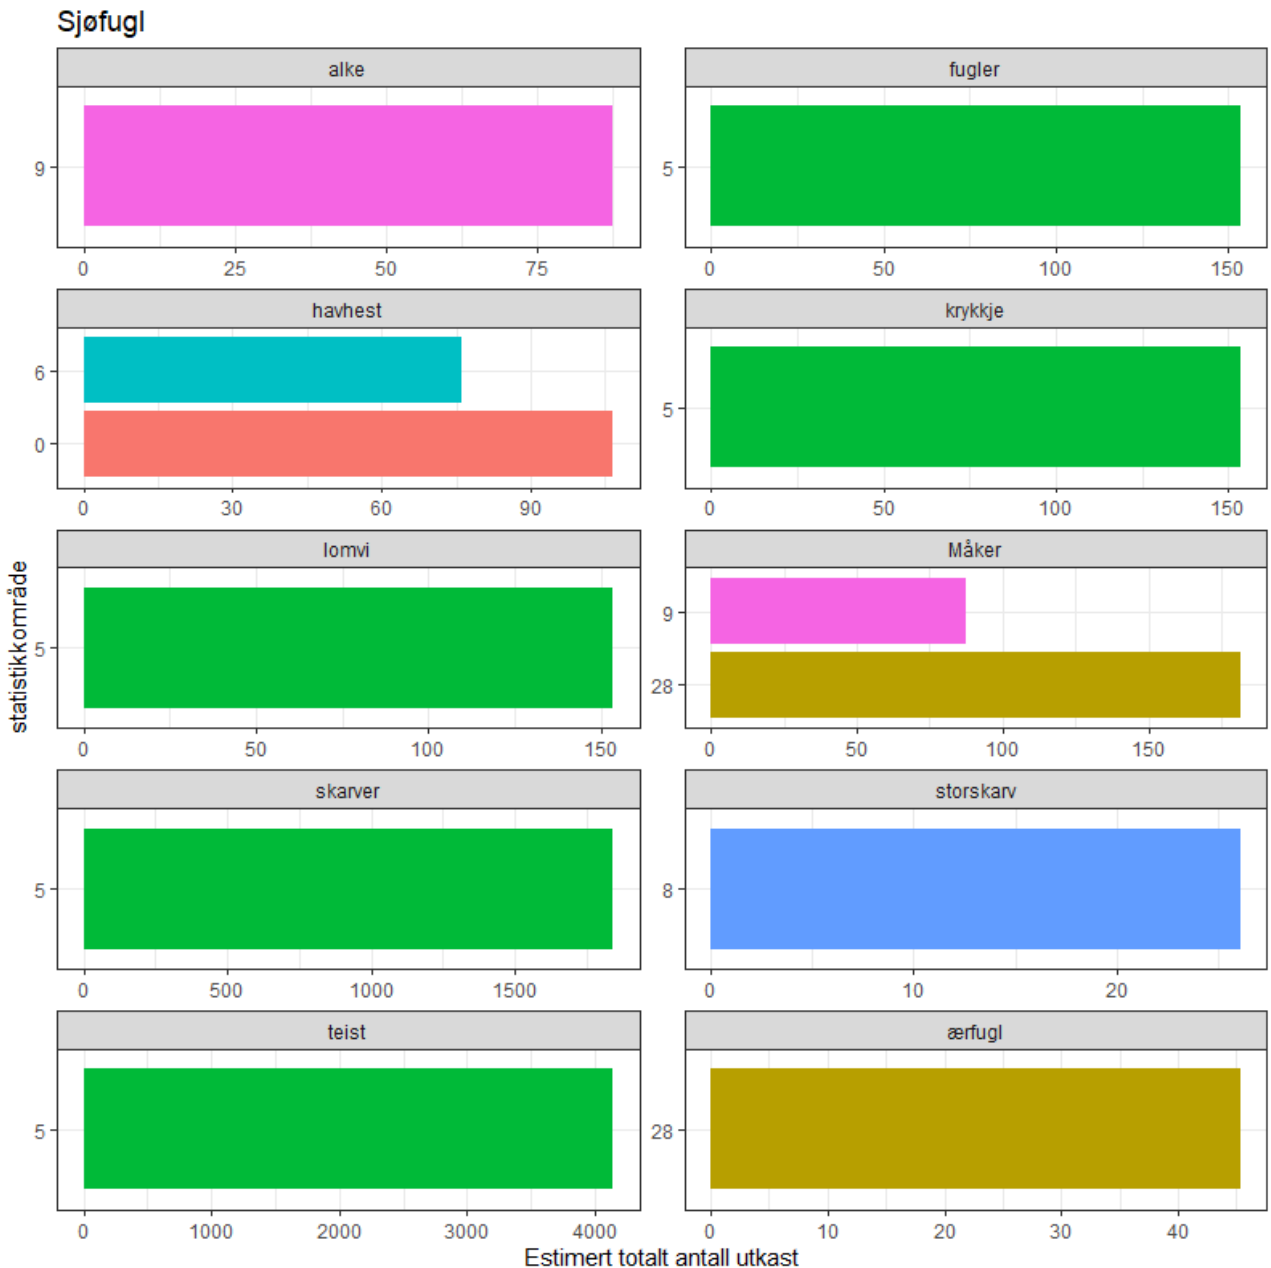 Sjøfugl
alke
9
0 25 50 75
fugler
5
0 50 100 150
havhest
6
0
0 30 60 90
krykkje
5
0 50 100 150
lomvi
5
0 50 100 150
Måker
9
28
0 50 100 150
skarver
5
0 500 1000 1500
storskarv
8
0 10 20
teist
5
0 1000 2000 3000 4000
ærfugl
28
0 10 20 30 40
statistikkområde
Estimert totalt antall utkast